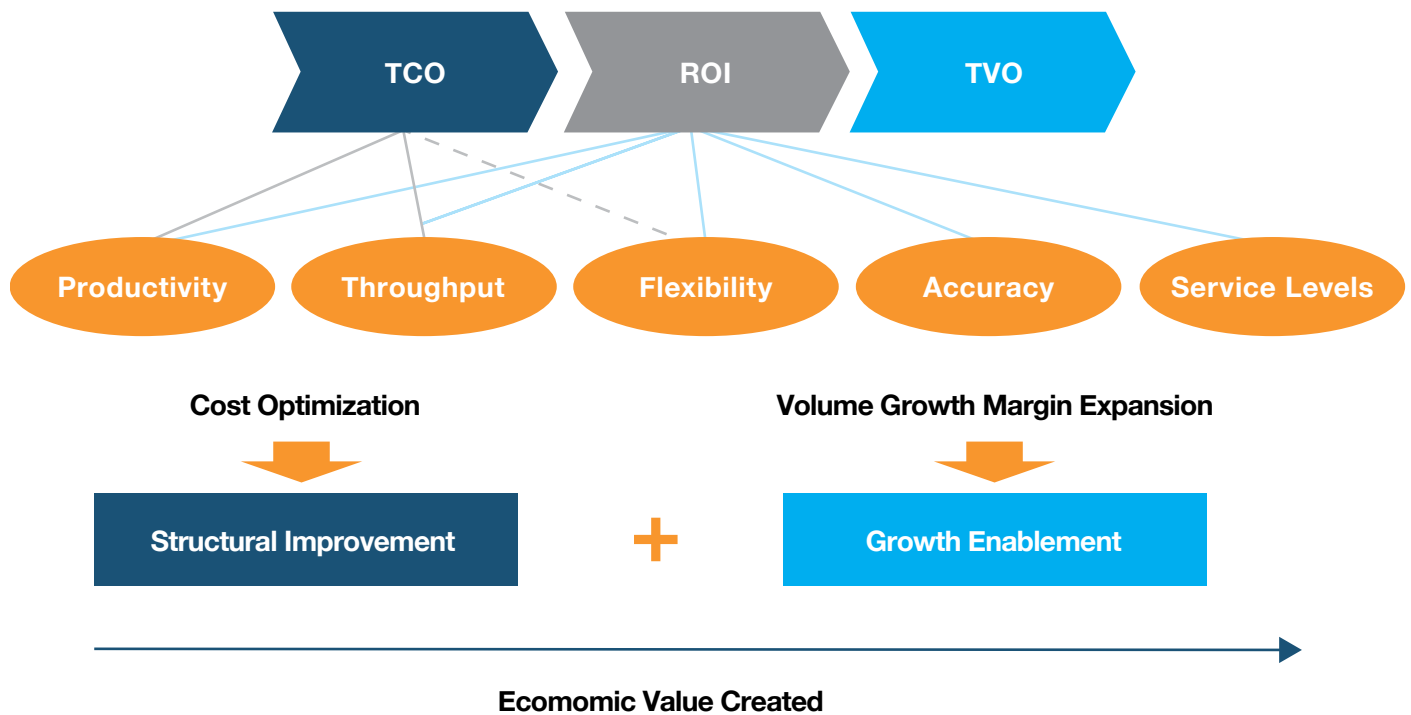 TCO
ROI
TVO
Productivity
Throughput
Flexibility
Accuracy
Service Levels
Cost Optimization
Volume Growth Margin Expansion
Structural Improvement
+
Growth Enablement
Ecomomic Value Created